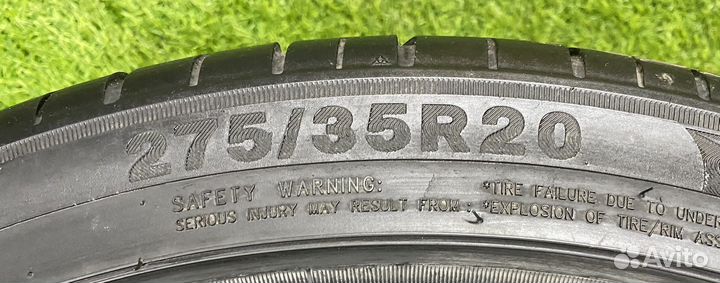 275/35R20
SAFETY WARNING: *TIRE FAILURE DUE TO UNDER
SERIOUS INJURY MAY RESULT FROM: *EXPLOSION OF TIRE/RIM ASS
Avito